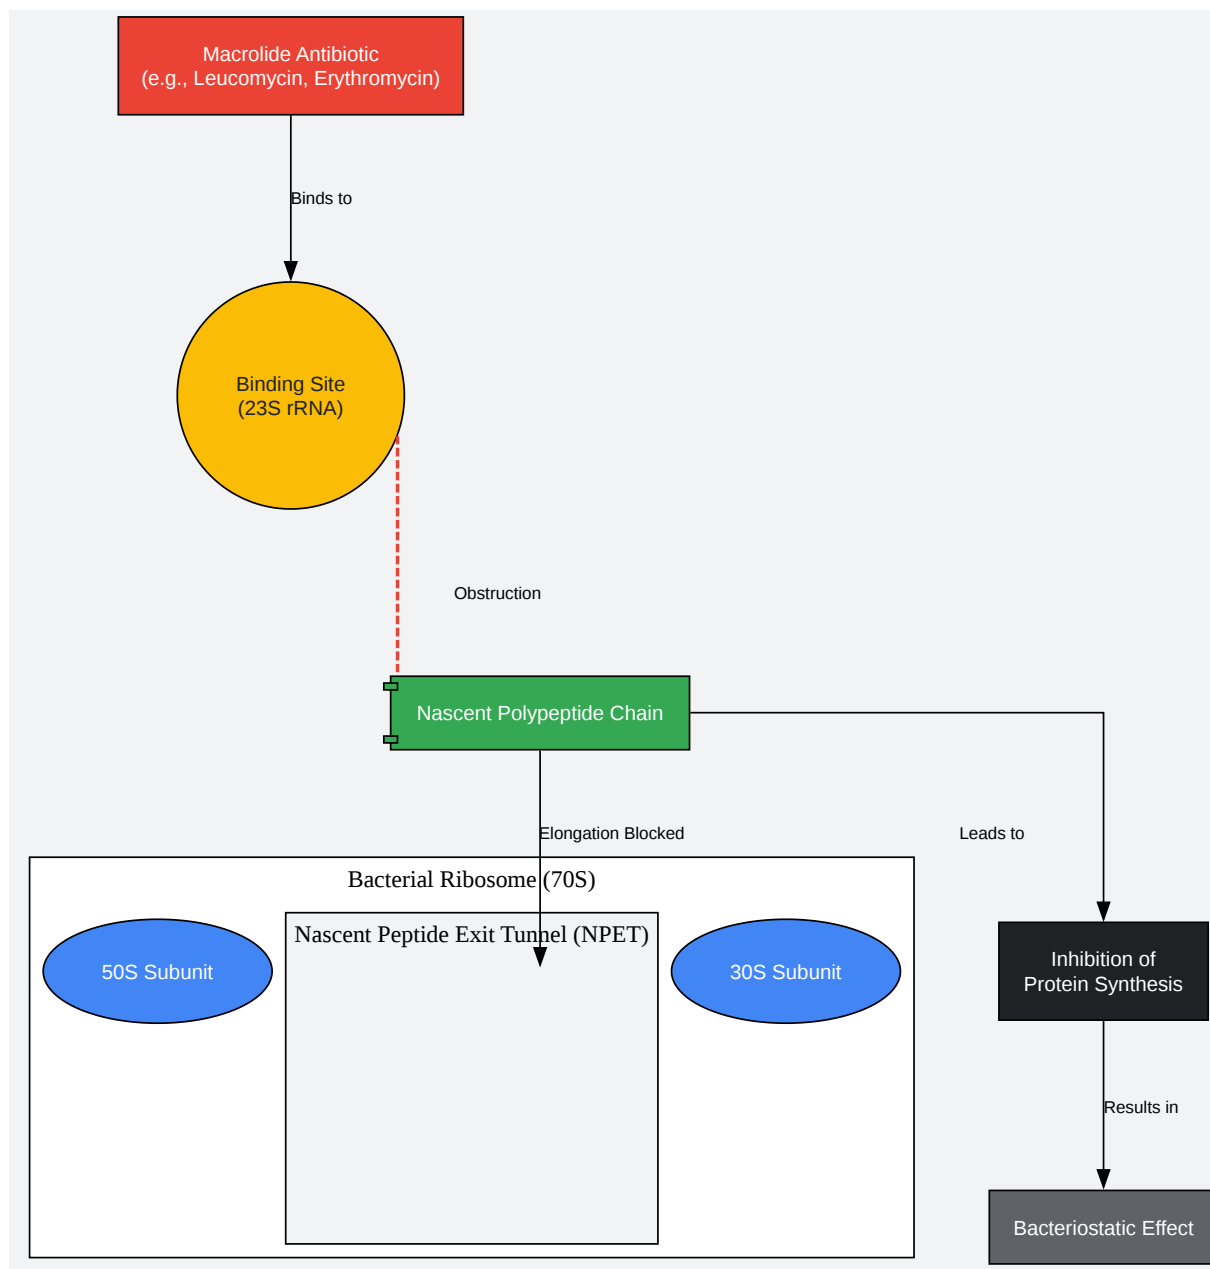 Macrolide Antibiotic
(e.g., Leucomycin, Erythromycin)
Binds to
Binding Site
(23S rRNA)
Obstruction
Nascent Polypeptide Chain
Elongation Blocked
Leads to
Bacterial Ribosome (70S)
Nascent Peptide Exit Tunnel (NPET)
50S Subunit
30S Subunit
Inhibition of
Protein Synthesis
Results in
Bacteriostatic Effect